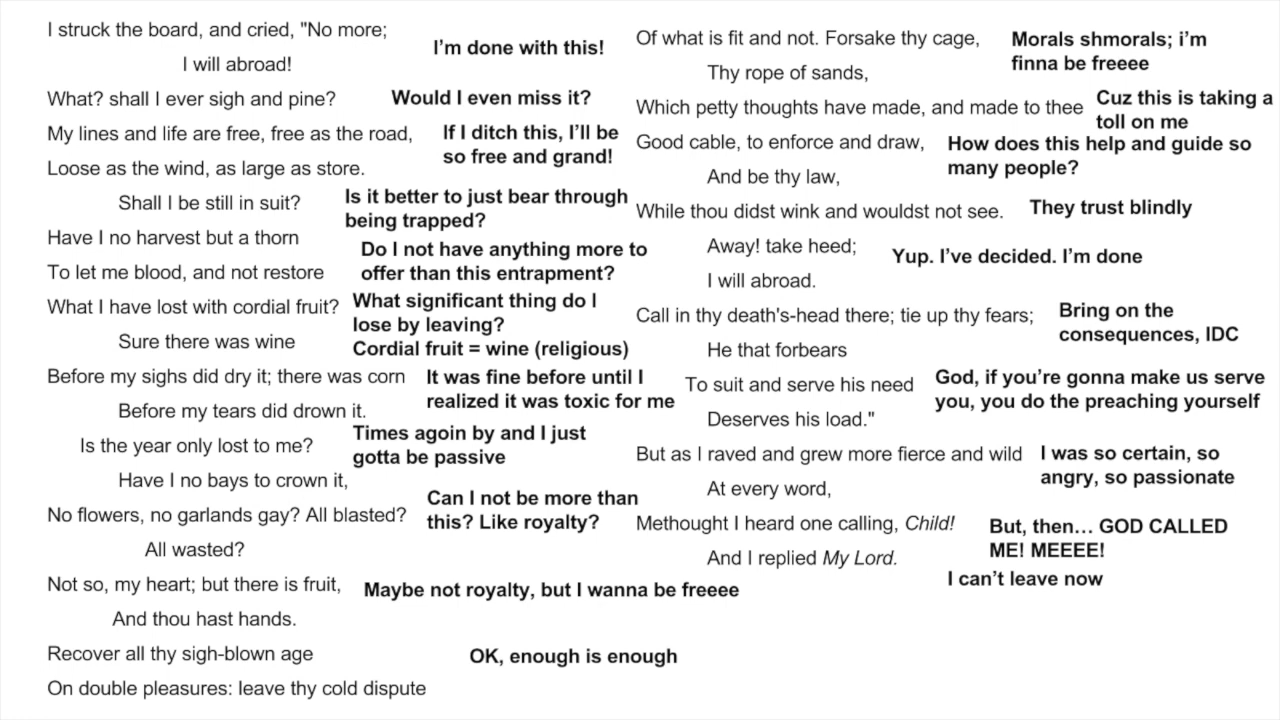 I struck the board, and cried, "No more;
I will abroad!
I'm done with this!
What? shall I ever sigh and pine?
Would I even miss it?
My lines and life are free, free as the road,
Loose as the wind, as large as store.
If I ditch this, I'll be
so free and grand!
Shall I be still in suit?
Is it better to just bear through
being trapped?
Have I no harvest but a thorn
To let me blood, and not restore
Do I not have anything more to
offer than this entrapment?
What I have lost with cordial fruit?
What significant thing do I
lose by leaving?
Cordial fruit = wine (religious)
Sure there was wine
Before my sighs did dry it; there was corn
Before my tears did drown it.
It was fine before until I
realized it was toxic for me
Is the year only lost to me?
Times agoin by and I just
gotta be passive
Have I no bays to crown it,
No flowers, no garlands gay? All blasted?
Can I not be more than
this? Like royalty?
All wasted?
Not so, my heart; but there is fruit,
Maybe not royalty, but I wanna be freeee
And thou hast hands.
Recover all thy sigh-blown age
OK, enough is enough
On double pleasures: leave thy cold dispute
Of what is fit and not. Forsake thy cage,
Morals shmorals; i'm
finna be freeee
Thy rope of sands,
Which petty thoughts have made, and made to thee
Cuz this is taking a
toll on me
Good cable, to enforce and draw,
How does this help and guide so
many people?
And be thy law,
While thou didst wink and wouldst not see.
They trust blindly
Away! take heed;
Yup. I've decided. I'm done
I will abroad.
Call in thy death's-head there; tie up thy fears;
Bring on the
consequences, IDC
He that forbears
To suit and serve his need
God, if you're gonna make us serve
you, you do the preaching yourself
Deserves his load."
But as I raved and grew more fierce and wild
I was so certain, so
angry, so passionate
At every word,
Methought I heard one calling, Child!
But, then… GOD CALLED
ME! MEEEE!
And I replied My Lord.
I can't leave now